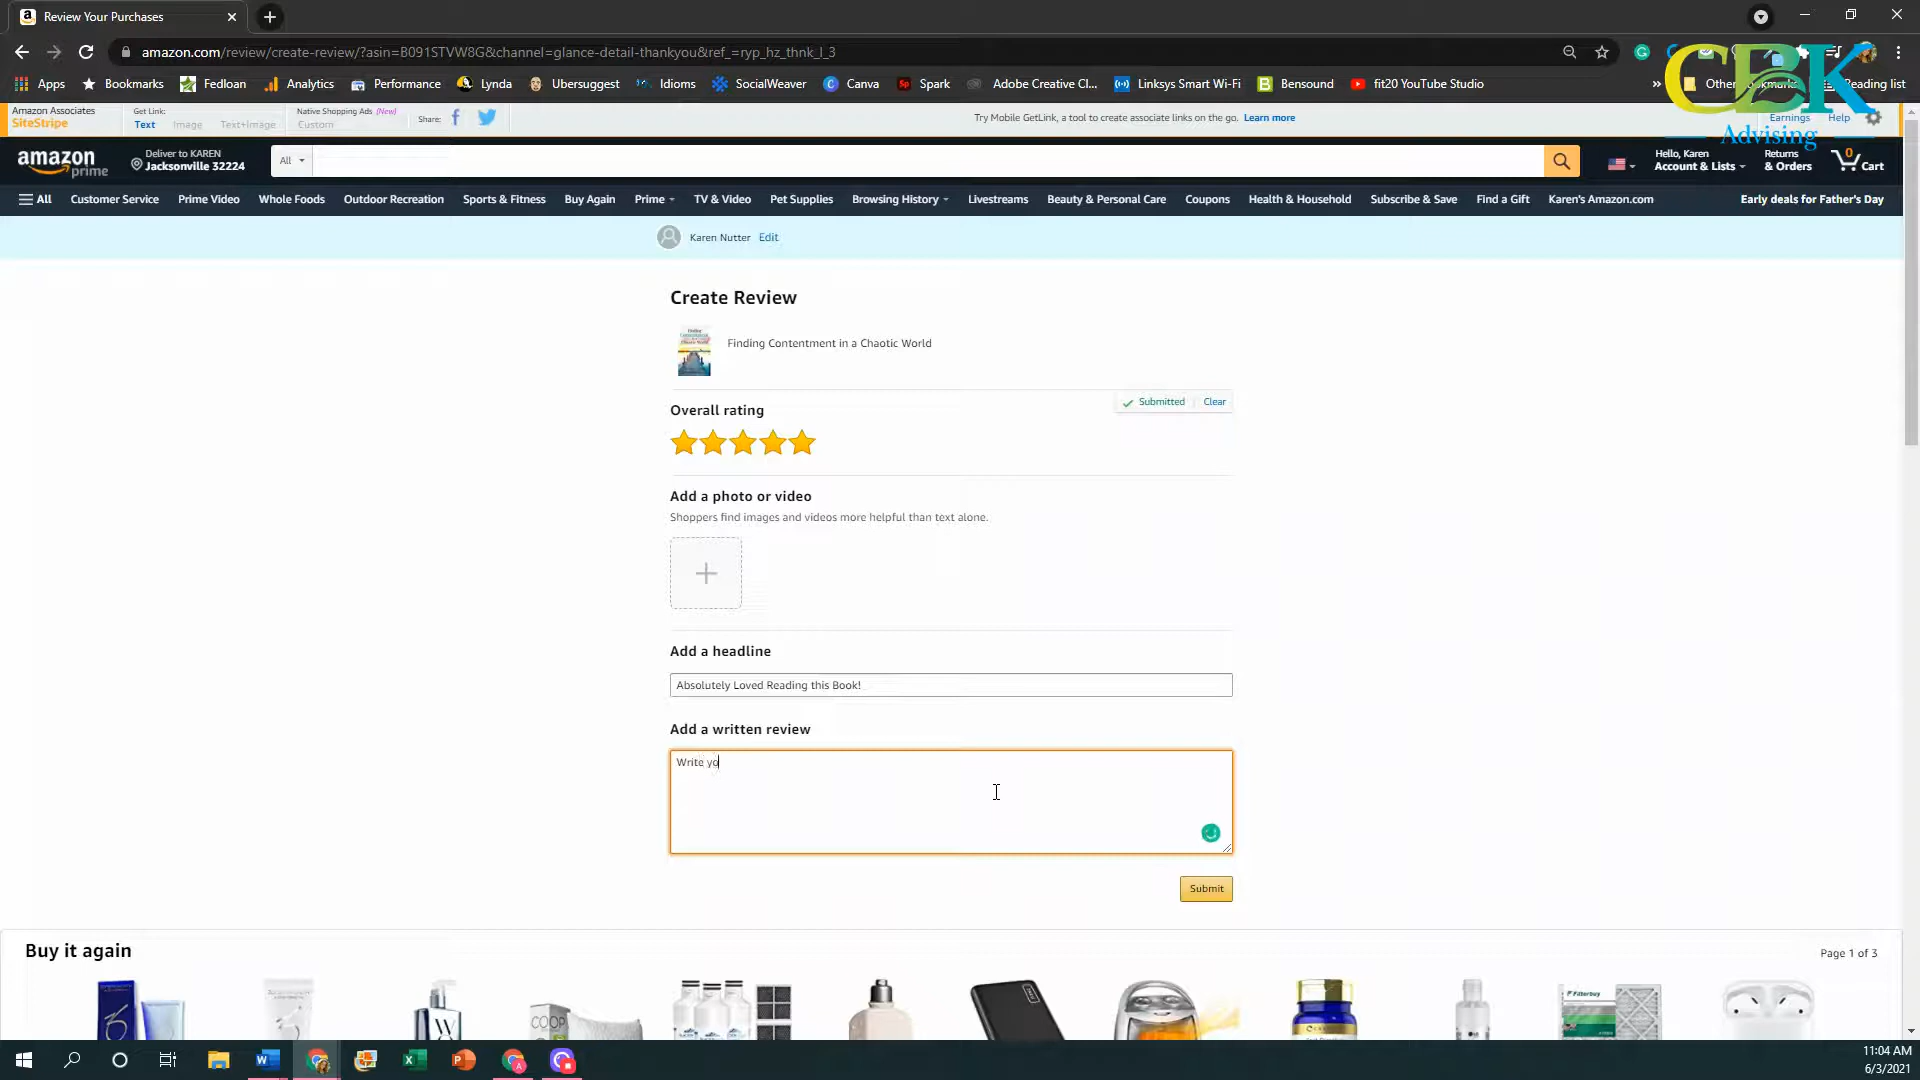 Review Your Purchases
amazon.com/review/create-review/?asin=B091STVW8G&channel=glance-detail-thankyou&ref_=ryp_hz_thnk_l_3
Apps Bookmarks Fedloan Analytics Performance Lynda Ubersuggest Idioms SocialWeaver Canva Spark Adobe Creative Cl... Linksys Smart Wi-Fi Bensound fit20 YouTube Studio » Other Reading list
CBK
Advising
Amazon Associates Get Link: Native Shopping Ads (New) Share: Try Mobile GetLink, a tool to create associate links on the go. Learn more Earnings Help
SiteStripe Text Image Text+Image Custom
amazon prime Deliver to KAREN All Hello, Karen Returns 0
Jacksonville 32224 Account & Lists & Orders Cart
All Customer Service Prime Video Whole Foods Outdoor Recreation Sports & Fitness Buy Again Prime TV & Video Pet Supplies Browsing History Livestreams Beauty & Personal Care Coupons Health & Household Subscribe & Save Find a Gift Karen's Amazon.com Early deals for Father's Day
Karen Nutter Edit
Create Review
Finding Contentment in a Chaotic World
Submitted Clear
Overall rating
Add a photo or video
Shoppers find images and videos more helpful than text alone.
Add a headline
Absolutely Loved Reading this Book!
Add a written review
Write yo
Submit
Buy it again Page 1 of 3
COOP
W
Filterbuy
11:04 AM
6/3/2021